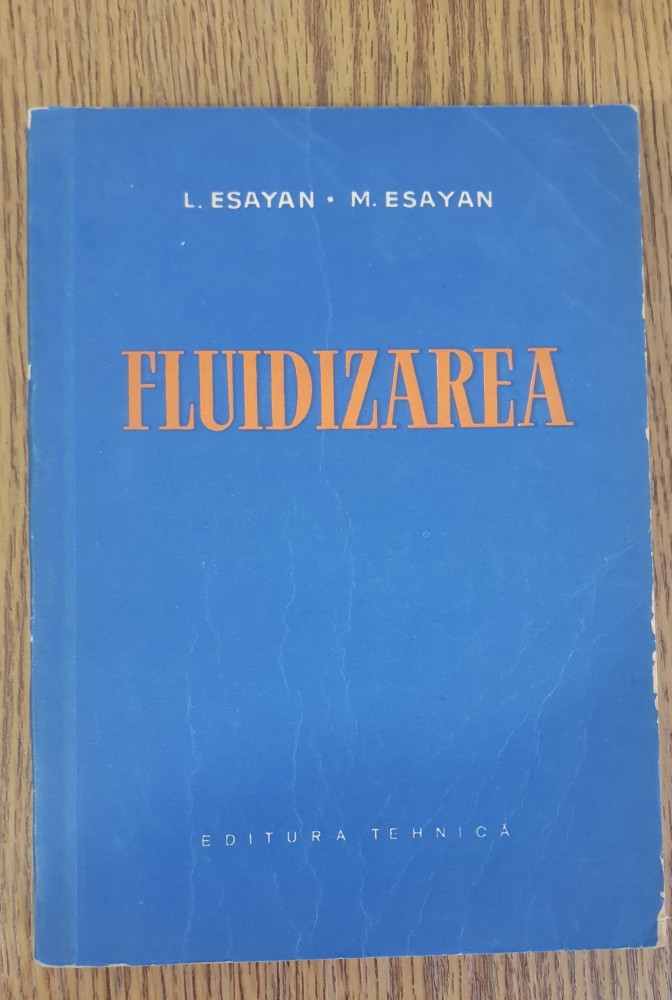 L. ESAYAN • M. ESAYAN
FLUIDIZAREA
EDITURA TEHNICĂ